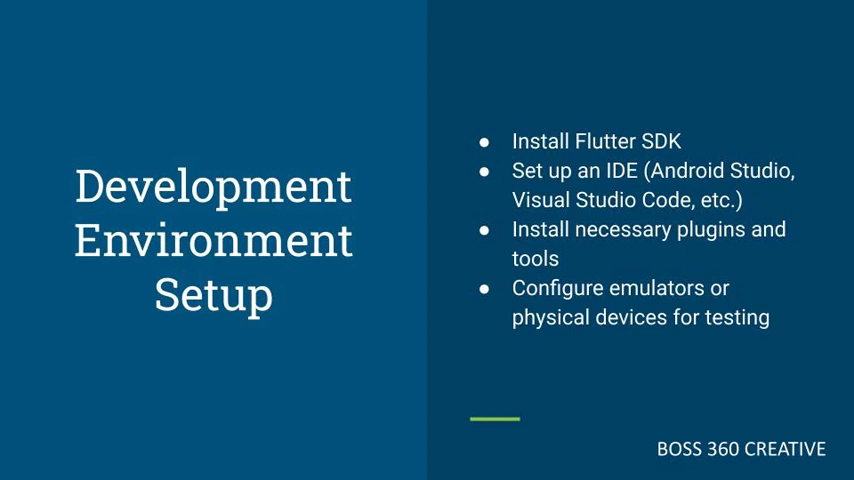 Development
Environment
Setup
● Install Flutter SDK
● Set up an IDE (Android Studio,
Visual Studio Code, etc.)
● Install necessary plugins and
tools
● Configure emulators or
physical devices for testing
BOSS 360 CREATIVE